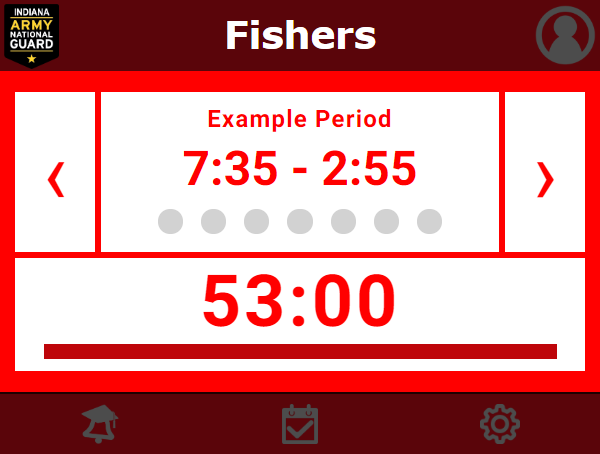 INDIANA
ARMY
NATIONAL
GUARD
Fishers
Example Period
7:35 - 2:55
53:00